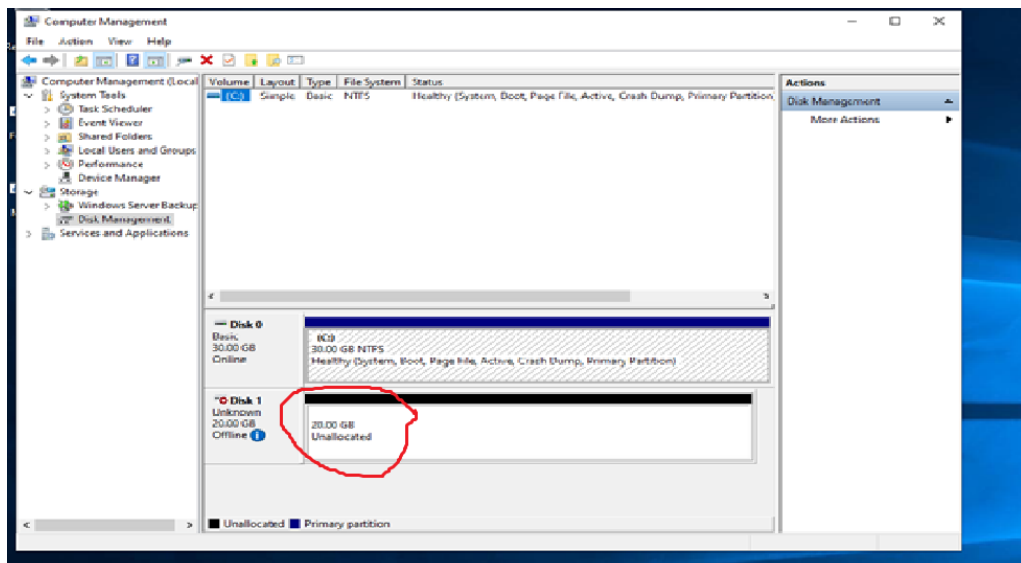 Computer Management
File Action View Help
Computer Management (Local
System Tools
Task Scheduler
Event Viewer
Shared Folders
Local Users and Groups
Performance
Device Manager
Storage
Windows Server Backup
Disk Management
Services and Applications
Volume Layout Type File System Status
(C:) Simple Basic NTFS Healthy (System, Boot, Page File, Active, Crash Dump, Primary Partition
Disk 0
Basic
30.00 GB
Online
(C:)
30.00 GB NTFS
Healthy (System, Boot, Page File, Active, Crash Dump, Primary Partition)
Disk 1
Unknown
20.00 GB
Offline
20.00 GB
Unallocated
Unallocated Primary partition
Actions
Disk Management
More Actions